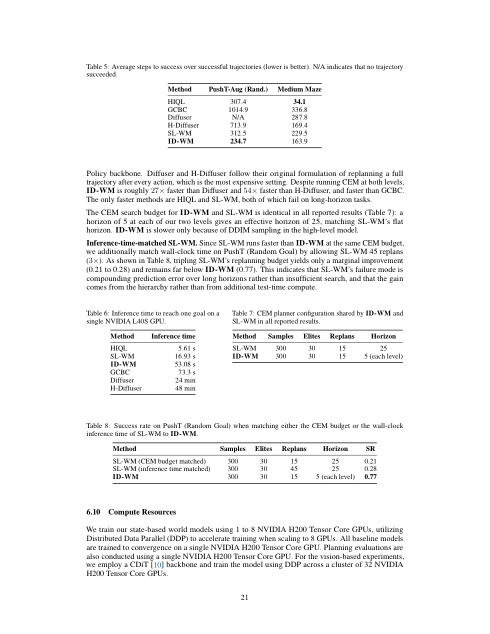 Table 5: Average steps to success over successful trajectories (lower is better). N/A indicates that no trajectory
succeeded.
Method PushT-Aug (Rand.) Medium Maze
HIQL 307.4 34.1
GCBC 1014.9 336.8
Diffuser N/A 287.8
H-Diffuser 713.9 169.4
SL-WM 312.5 229.5
ID-WM 234.7 163.9
Policy backbone. Diffuser and H-Diffuser follow their original formulation of replanning a full
trajectory after every action, which is the most expensive setting. Despite running CEM at both levels,
ID-WM is roughly 27× faster than Diffuser and 54× faster than H-Diffuser, and faster than GCBC.
The only faster methods are HIQL and SL-WM, both of which fail on long-horizon tasks.
The CEM search budget for ID-WM and SL-WM is identical in all reported results (Table 7): a
horizon of 5 at each of our two levels gives an effective horizon of 25, matching SL-WM's flat
horizon. ID-WM is slower only because of DDIM sampling in the high-level model.
Inference-time-matched SL-WM. Since SL-WM runs faster than ID-WM at the same CEM budget,
we additionally match wall-clock time on PushT (Random Goal) by allowing SL-WM 45 replans
(3×). As shown in Table 8, tripling SL-WM's replanning budget yields only a marginal improvement
(0.21 to 0.28) and remains far below ID-WM (0.77). This indicates that SL-WM's failure mode is
compounding prediction error over long horizons rather than insufficient search, and that the gain
comes from the hierarchy rather than from additional test-time compute.
Table 6: Inference time to reach one goal on a
single NVIDIA L40S GPU.
Method Inference time
HIQL 5.61 s
SL-WM 16.93 s
ID-WM 53.08 s
GCBC 73.3 s
Diffuser 24 min
H-Diffuser 48 min
Table 7: CEM planner configuration shared by ID-WM and
SL-WM in all reported results.
Method Samples Elites Replans Horizon
SL-WM 300 30 15 25
ID-WM 300 30 15 5 (each level)
Table 8: Success rate on PushT (Random Goal) when matching either the CEM budget or the wall-clock
inference time of SL-WM to ID-WM.
Method Samples Elites Replans Horizon SR
SL-WM (CEM budget matched) 300 30 15 25 0.21
SL-WM (inference time matched) 300 30 45 25 0.28
ID-WM 300 30 15 5 (each level) 0.77
6.10 Compute Resources
We train our state-based world models using 1 to 8 NVIDIA H200 Tensor Core GPUs, utilizing
Distributed Data Parallel (DDP) to accelerate training when scaling to 8 GPUs. All baseline models
are trained to convergence on a single NVIDIA H200 Tensor Core GPU. Planning evaluations are
also conducted using a single NVIDIA H200 Tensor Core GPU. For the vision-based experiments,
we employ a CDiT [10] backbone and train the model using DDP across a cluster of 32 NVIDIA
H200 Tensor Core GPUs.
21